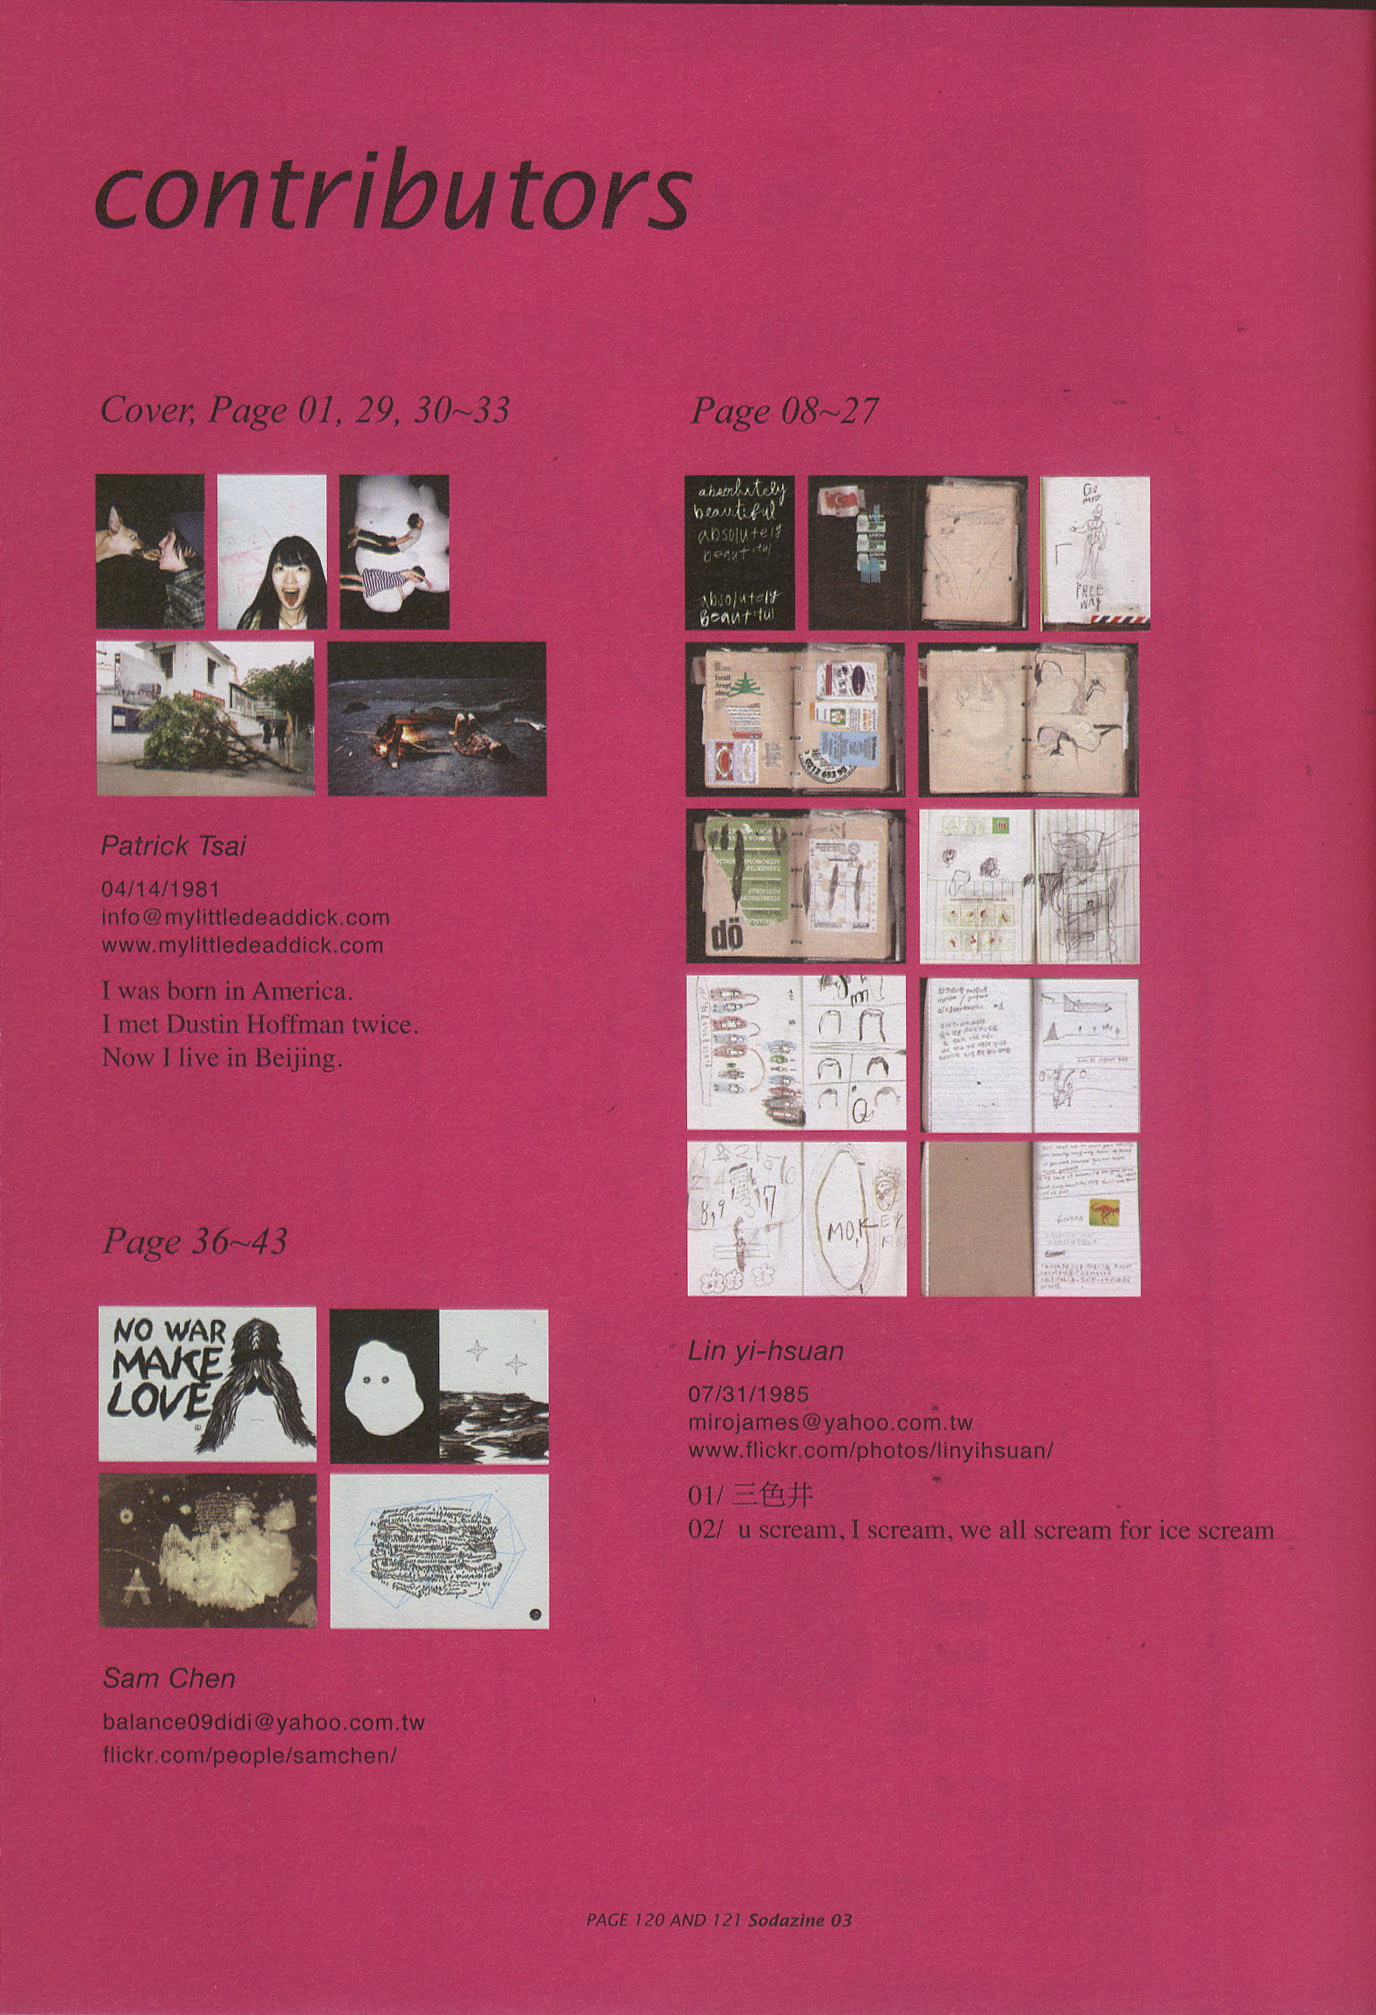 contributors
Cover, Page 01, 29, 30~33
Patrick Tsai
04/14/1981
info@mylittledeaddick.com
www.mylittledeaddick.com
I was born in America.
I met Dustin Hoffman twice.
Now I live in Beijing.
Page 36~43
NO WAR
MAKE
LOVE
Sam Chen
balance09didi@yahoo.com.tw
flickr.com/people/samchen/
Page 08~27
absolutely
beautiful
absolutely
beautiful
absolutely
beautiful
GO
FREE
WAY
dö
8,9
17
MO,KEY
Lin yi-hsuan
07/31/1985
mirojames@yahoo.com.tw
www.flickr.com/photos/linyihsuan/
01/ 三色井
02/ u scream, I scream, we all scream for ice scream
PAGE 120 AND 121 Sodazine 03